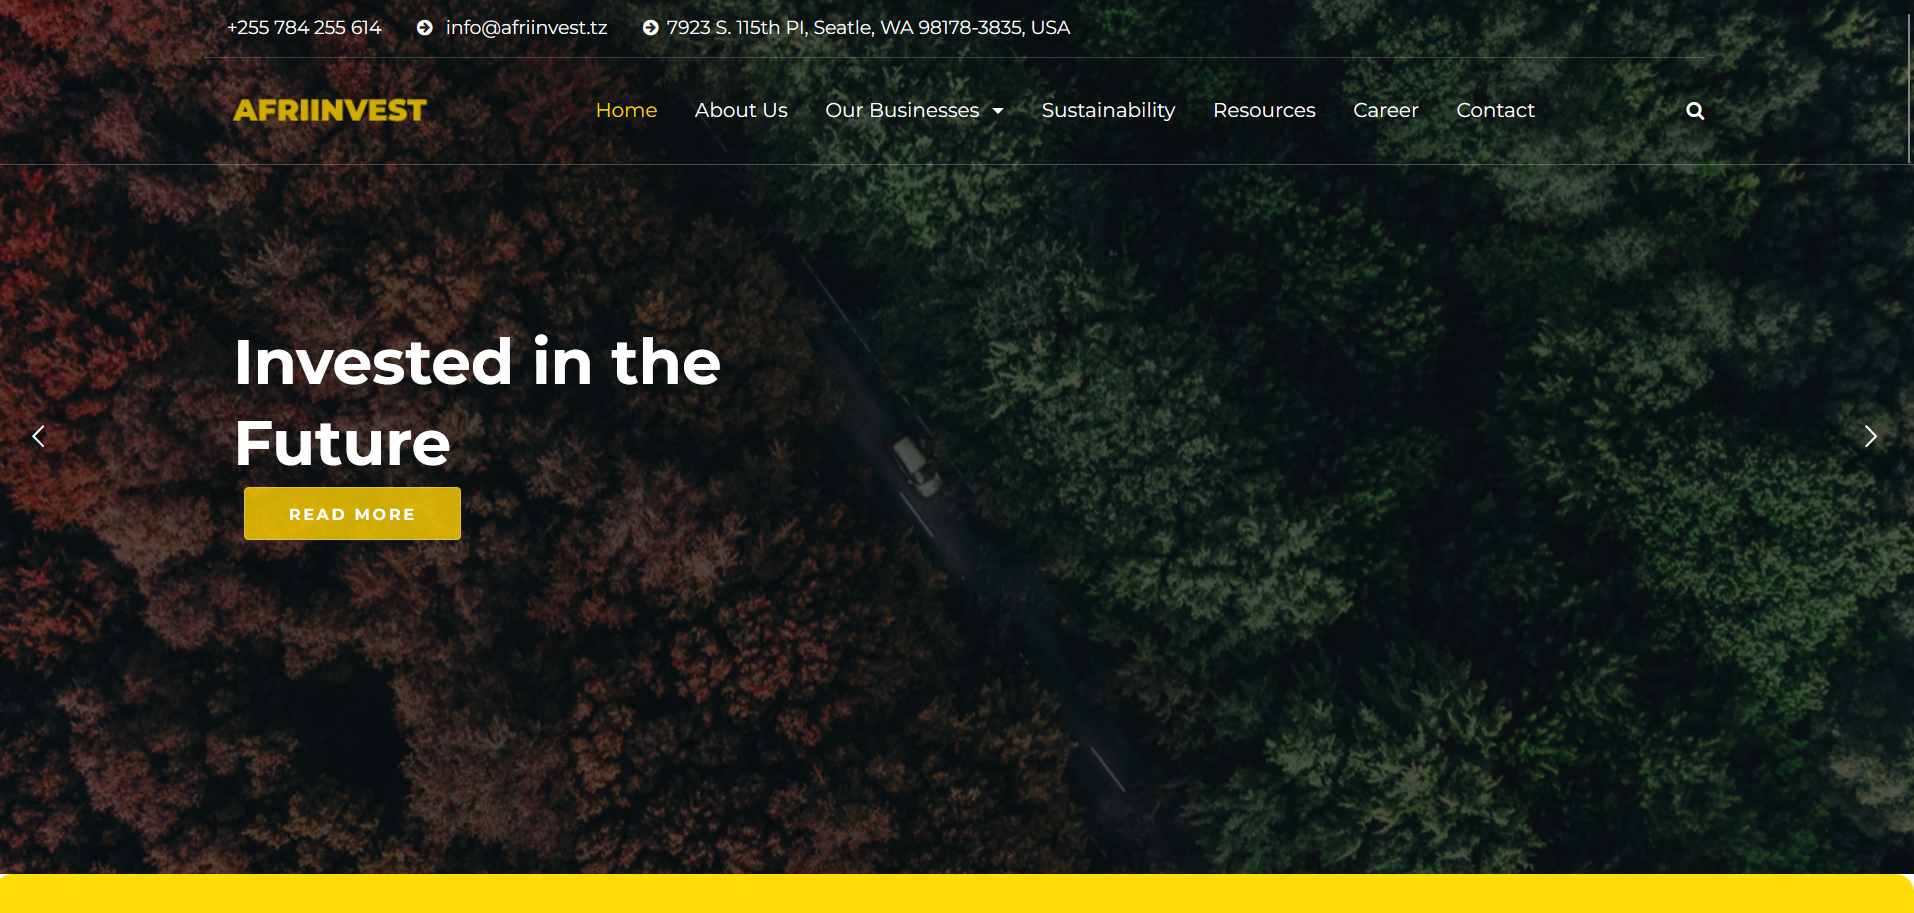 +255 784 255 614 info@afriinvest.tz 7923 S. 115th PI, Seatle, WA 98178-3835, USA
AFRIINVEST Home About Us Our Businesses Sustainability Resources Career Contact
Invested in the
Future
READ MORE